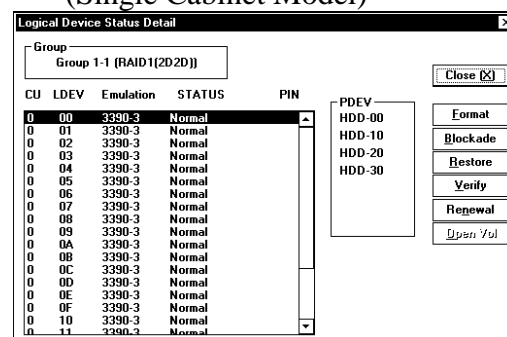 (Single Cabinet Model)
Logical Device Status Detail
Group
Group 1-1 (RAID1(2D2D))
Close (X)
CU LDEV Emulation STATUS PIN
0 00 3390-3 Normal
0 01 3390-3 Normal
0 02 3390-3 Normal
0 03 3390-3 Normal
0 04 3390-3 Normal
0 05 3390-3 Normal
0 06 3390-3 Normal
0 07 3390-3 Normal
0 08 3390-3 Normal
0 09 3390-3 Normal
0 0A 3390-3 Normal
0 0B 3390-3 Normal
0 0C 3390-3 Normal
0 0D 3390-3 Normal
0 0E 3390-3 Normal
0 0F 3390-3 Normal
0 10 3390-3 Normal
0 11 3390-3 Normal
PDEV
HDD-00
HDD-10
HDD-20
HDD-30
Format
Blockade
Restore
Verify
Renewal
Open Vol